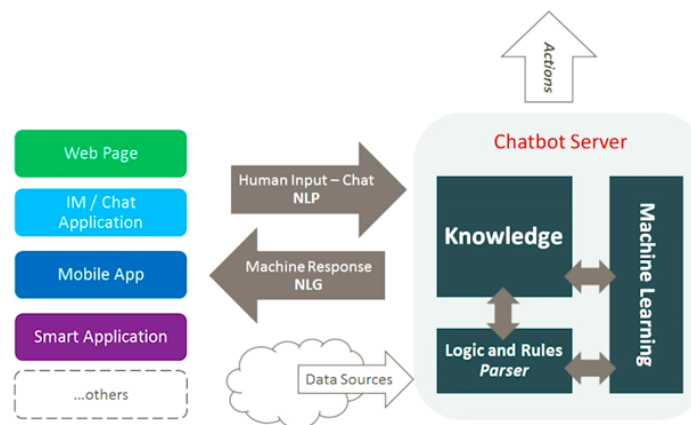 Actions
Chatbot Server
Web Page
IM / Chat
Application
Mobile App
Smart Application
...others
Human Input – Chat
NLP
Machine Response
NLG
Data Sources
Knowledge
Logic and Rules
Parser
Machine Learning